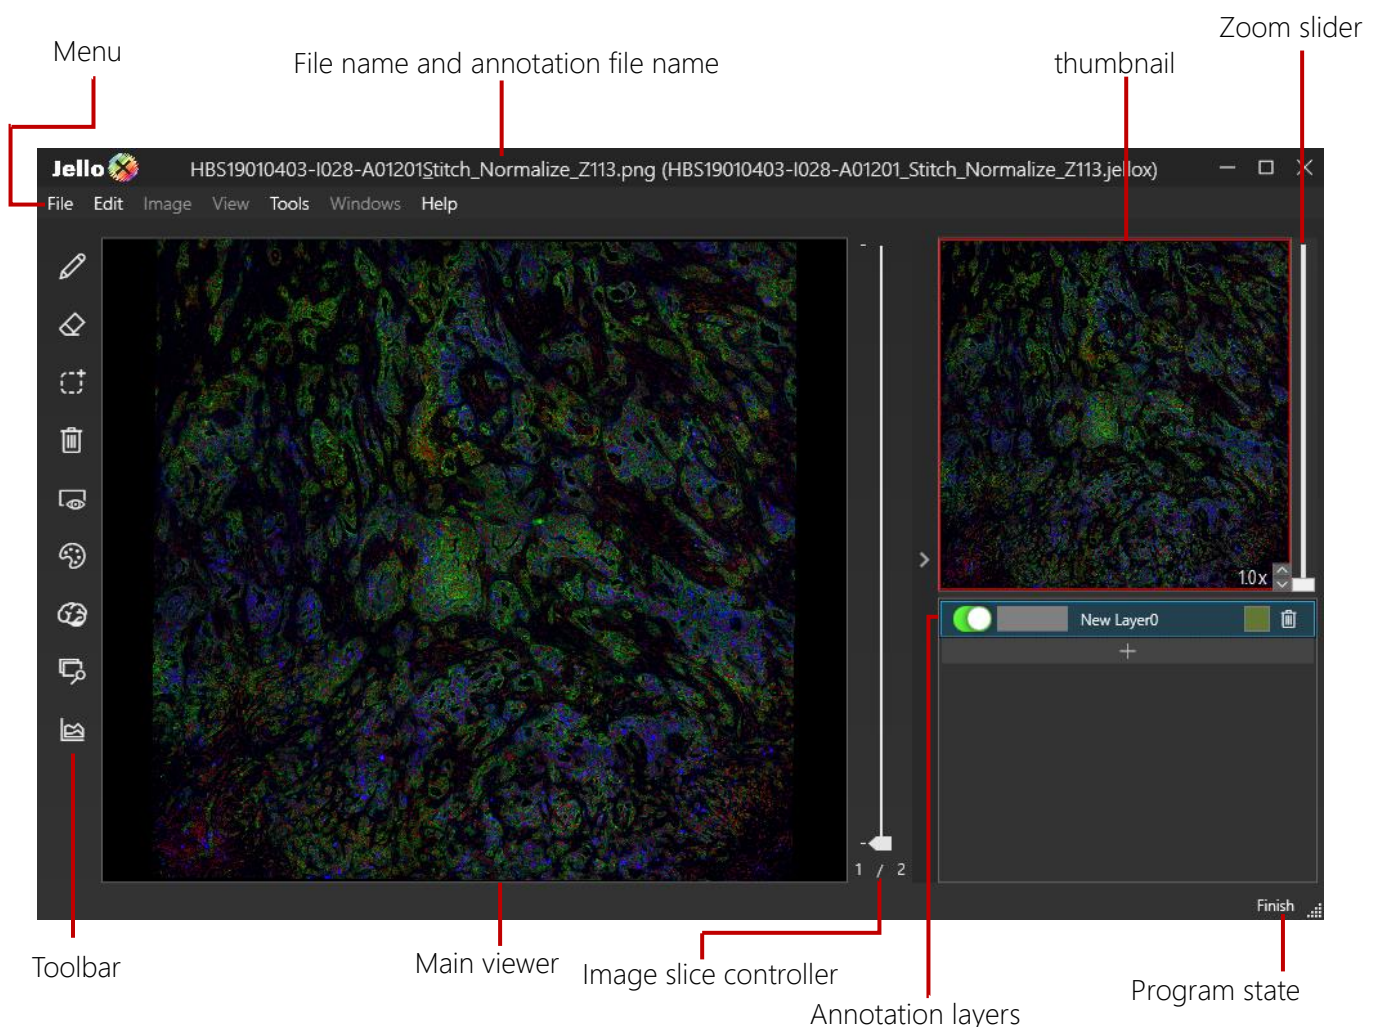 Zoom slider
Menu
File name and annotation file name
thumbnail
Jello
HBS19010403-I028-A01201Stitch_Normalize_Z113.png (HBS19010403-I028-A01201_Stitch_Normalize_Z113.jellox)
File Edit Image View Tools Windows Help
1.0x
New Layer0
1 / 2
Finish
Toolbar
Main viewer
Image slice controller
Program state
Annotation layers